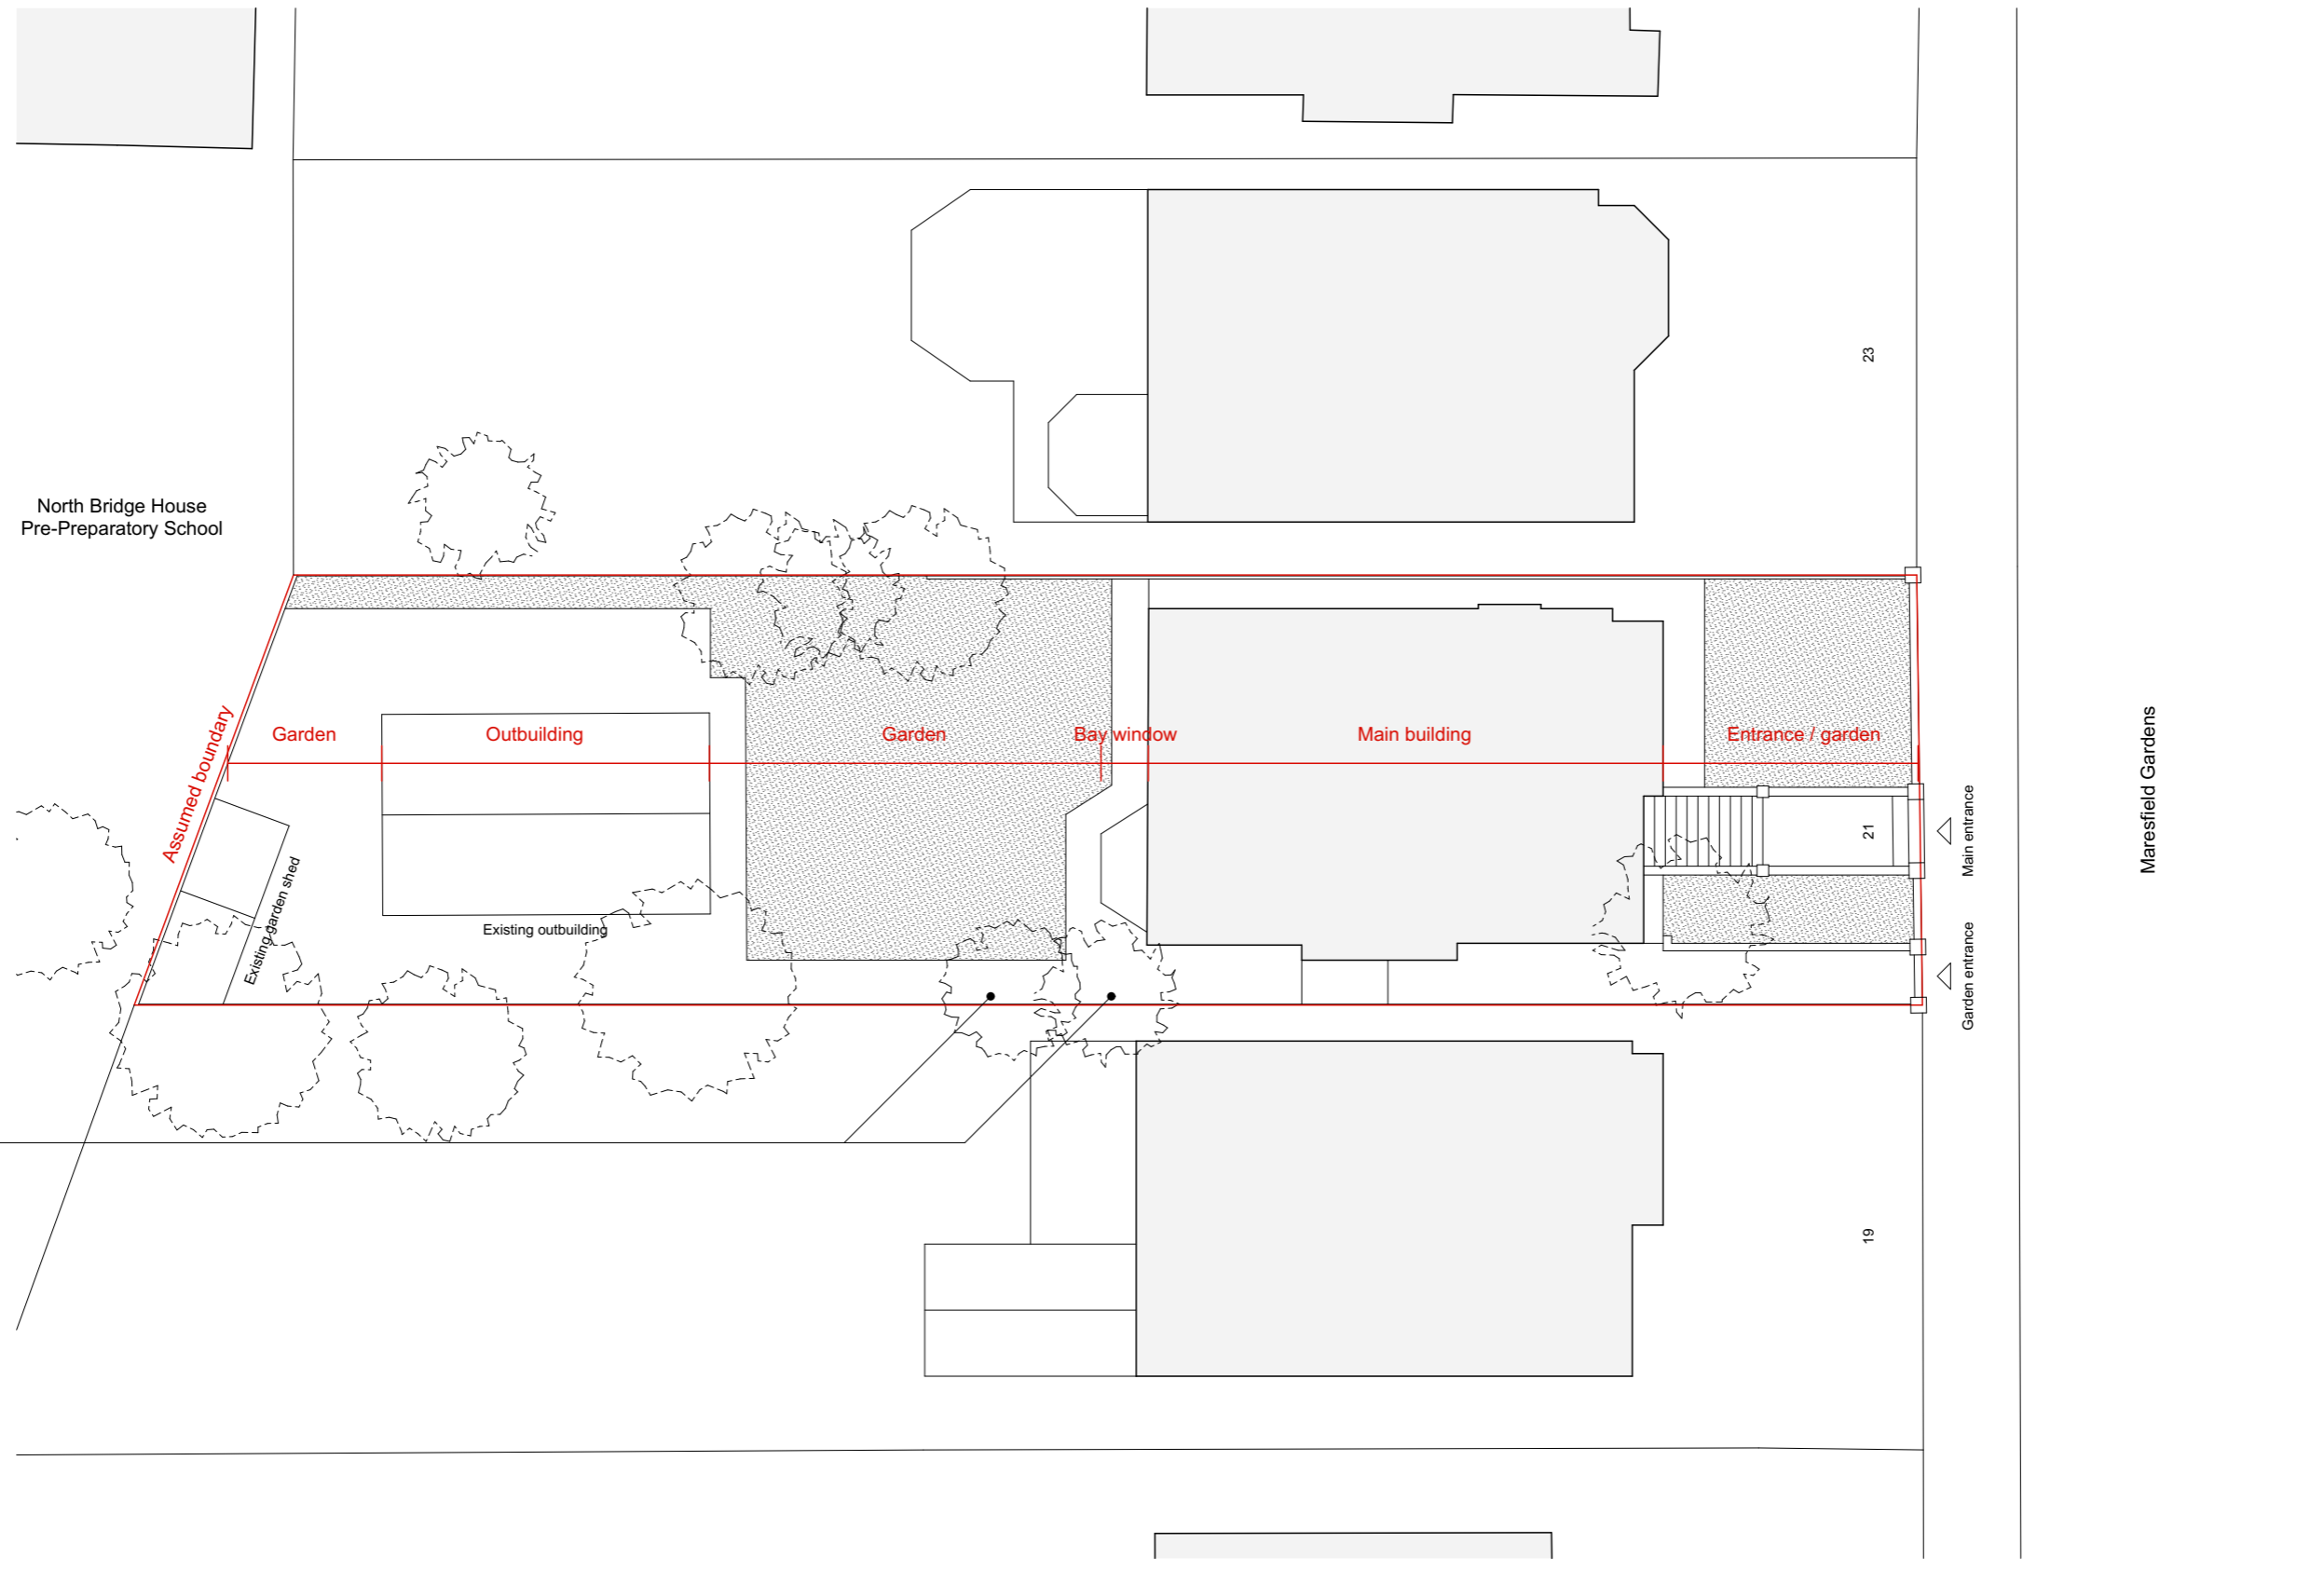 23
North Bridge House
Pre-Preparatory School
Assumed boundary
Garden
Outbuilding
Garden
Bay window
Main building
Entrance / garden
Maresfield Gardens
21
Main entrance
Existing garden shed
Existing outbuilding
Garden entrance
19